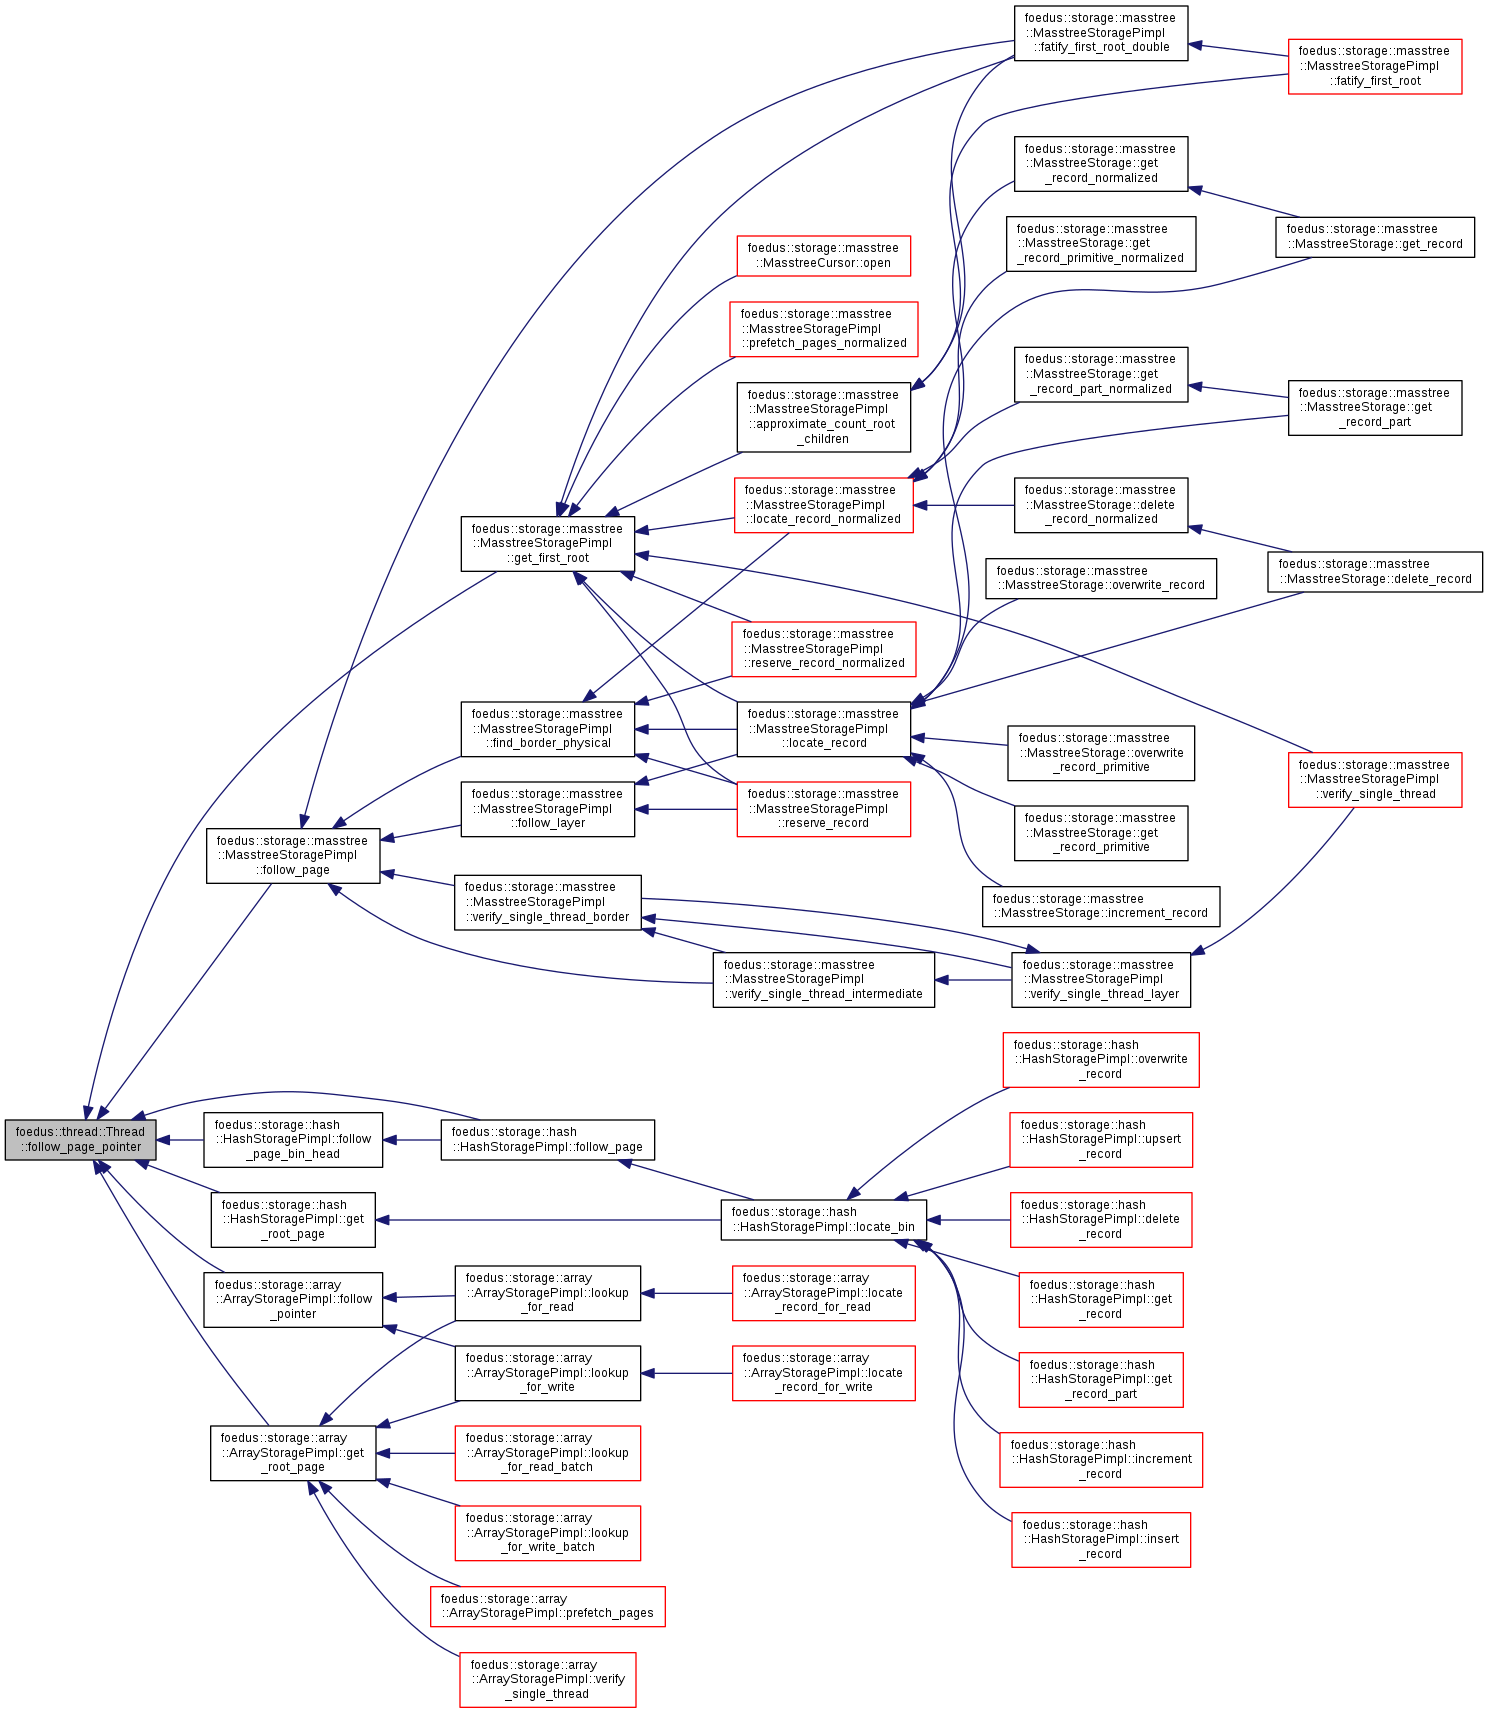 foedus::thread::Thread
::follow_page_pointer
foedus::storage::masstree
::MasstreeStoragePimpl
::follow_page
foedus::storage::hash
::HashStoragePimpl::follow
_page_bin_head
foedus::storage::hash
::HashStoragePimpl::get
_root_page
foedus::storage::array
::ArrayStoragePimpl::follow
_pointer
foedus::storage::array
::ArrayStoragePimpl::get
_root_page
foedus::storage::masstree
::MasstreeStoragePimpl
::get_first_root
foedus::storage::masstree
::MasstreeStoragePimpl
::find_border_physical
foedus::storage::masstree
::MasstreeStoragePimpl
::follow_layer
foedus::storage::masstree
::MasstreeStoragePimpl
::verify_single_thread_border
foedus::storage::hash
::HashStoragePimpl::follow_page
foedus::storage::array
::ArrayStoragePimpl::lookup
_for_read
foedus::storage::array
::ArrayStoragePimpl::lookup
_for_write
foedus::storage::array
::ArrayStoragePimpl::lookup
_for_read_batch
foedus::storage::array
::ArrayStoragePimpl::lookup
_for_write_batch
foedus::storage::array
::ArrayStoragePimpl::prefetch_pages
foedus::storage::array
::ArrayStoragePimpl::verify
_single_thread
foedus::storage::masstree
::MasstreeCursor::open
foedus::storage::masstree
::MasstreeStoragePimpl
::prefetch_pages_normalized
foedus::storage::masstree
::MasstreeStoragePimpl
::approximate_count_root
_children
foedus::storage::masstree
::MasstreeStoragePimpl
::locate_record_normalized
foedus::storage::masstree
::MasstreeStoragePimpl
::reserve_record_normalized
foedus::storage::masstree
::MasstreeStoragePimpl
::locate_record
foedus::storage::masstree
::MasstreeStoragePimpl
::reserve_record
foedus::storage::masstree
::MasstreeStoragePimpl
::verify_single_thread_intermediate
foedus::storage::hash
::HashStoragePimpl::locate_bin
foedus::storage::array
::ArrayStoragePimpl::locate
_record_for_read
foedus::storage::array
::ArrayStoragePimpl::locate
_record_for_write
foedus::storage::masstree
::MasstreeStoragePimpl
::fatify_first_root_double
foedus::storage::masstree
::MasstreeStorage::get
_record_normalized
foedus::storage::masstree
::MasstreeStorage::get
_record_primitive_normalized
foedus::storage::masstree
::MasstreeStorage::get
_record_part_normalized
foedus::storage::masstree
::MasstreeStorage::delete
_record_normalized
foedus::storage::masstree
::MasstreeStorage::overwrite_record
foedus::storage::masstree
::MasstreeStorage::overwrite
_record_primitive
foedus::storage::masstree
::MasstreeStorage::get
_record_primitive
foedus::storage::masstree
::MasstreeStorage::increment_record
foedus::storage::masstree
::MasstreeStoragePimpl
::verify_single_thread_layer
foedus::storage::hash
::HashStoragePimpl::overwrite
_record
foedus::storage::hash
::HashStoragePimpl::upsert
_record
foedus::storage::hash
::HashStoragePimpl::delete
_record
foedus::storage::hash
::HashStoragePimpl::get
_record
foedus::storage::hash
::HashStoragePimpl::get
_record_part
foedus::storage::hash
::HashStoragePimpl::increment
_record
foedus::storage::hash
::HashStoragePimpl::insert
_record
foedus::storage::masstree
::MasstreeStoragePimpl
::fatify_first_root
foedus::storage::masstree
::MasstreeStorage::get_record
foedus::storage::masstree
::MasstreeStorage::get
_record_part
foedus::storage::masstree
::MasstreeStorage::delete_record
foedus::storage::masstree
::MasstreeStoragePimpl
::verify_single_thread